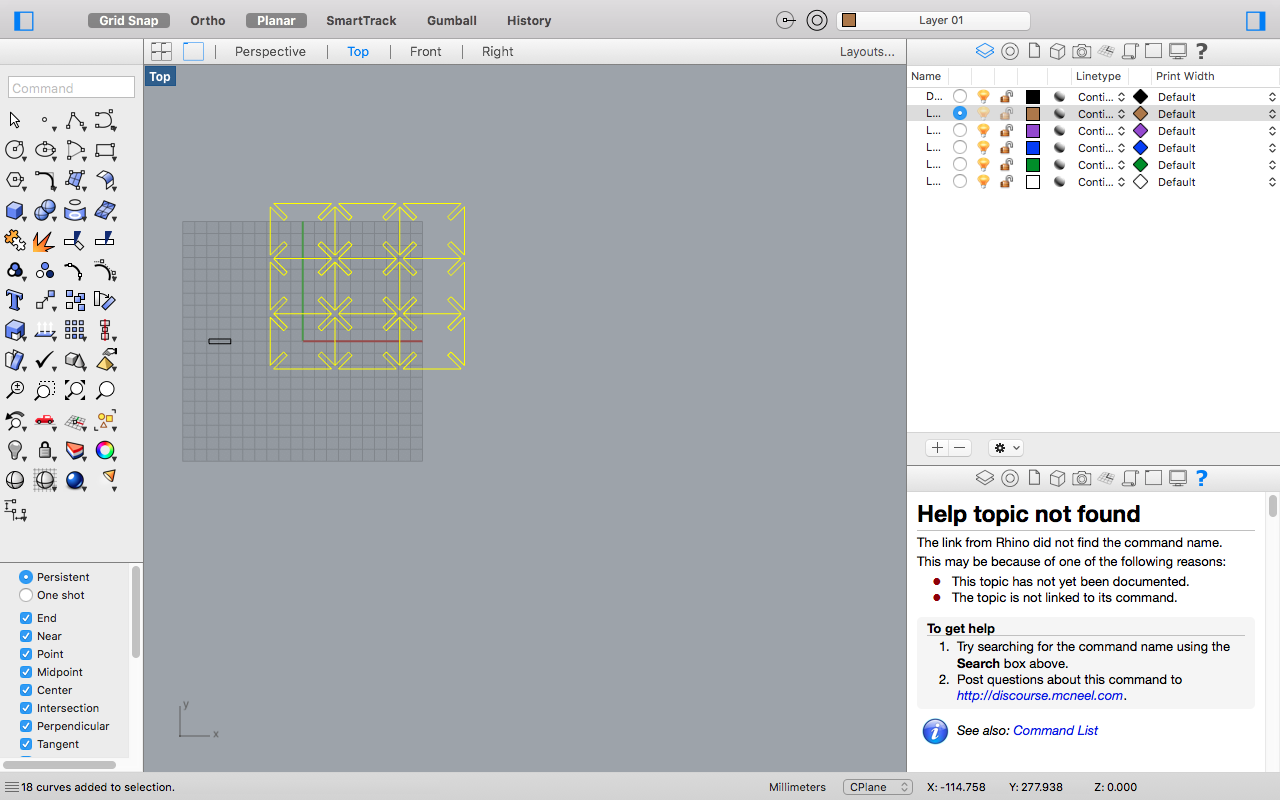 Grid Snap Ortho Planar SmartTrack Gumball History Layer 01
Perspective Top Front Right Layouts...
Top
Command
Name Linetype Print Width
D... Conti... Default
L... Conti... Default
L... Conti... Default
L... Conti... Default
L... Conti... Default
L... Conti... Default
y
x
Persistent
One shot
End
Near
Point
Midpoint
Center
Intersection
Perpendicular
Tangent
Help topic not found
The link from Rhino did not find the command name.
This may be because of one of the following reasons:
● This topic has not yet been documented.
● The topic is not linked to its command.
To get help
1. Try searching for the command name using the
Search box above.
2. Post questions about this command to
http://discourse.mcneel.com.
See also: Command List
18 curves added to selection. Millimeters CPlane X: -114.758 Y: 277.938 Z: 0.000